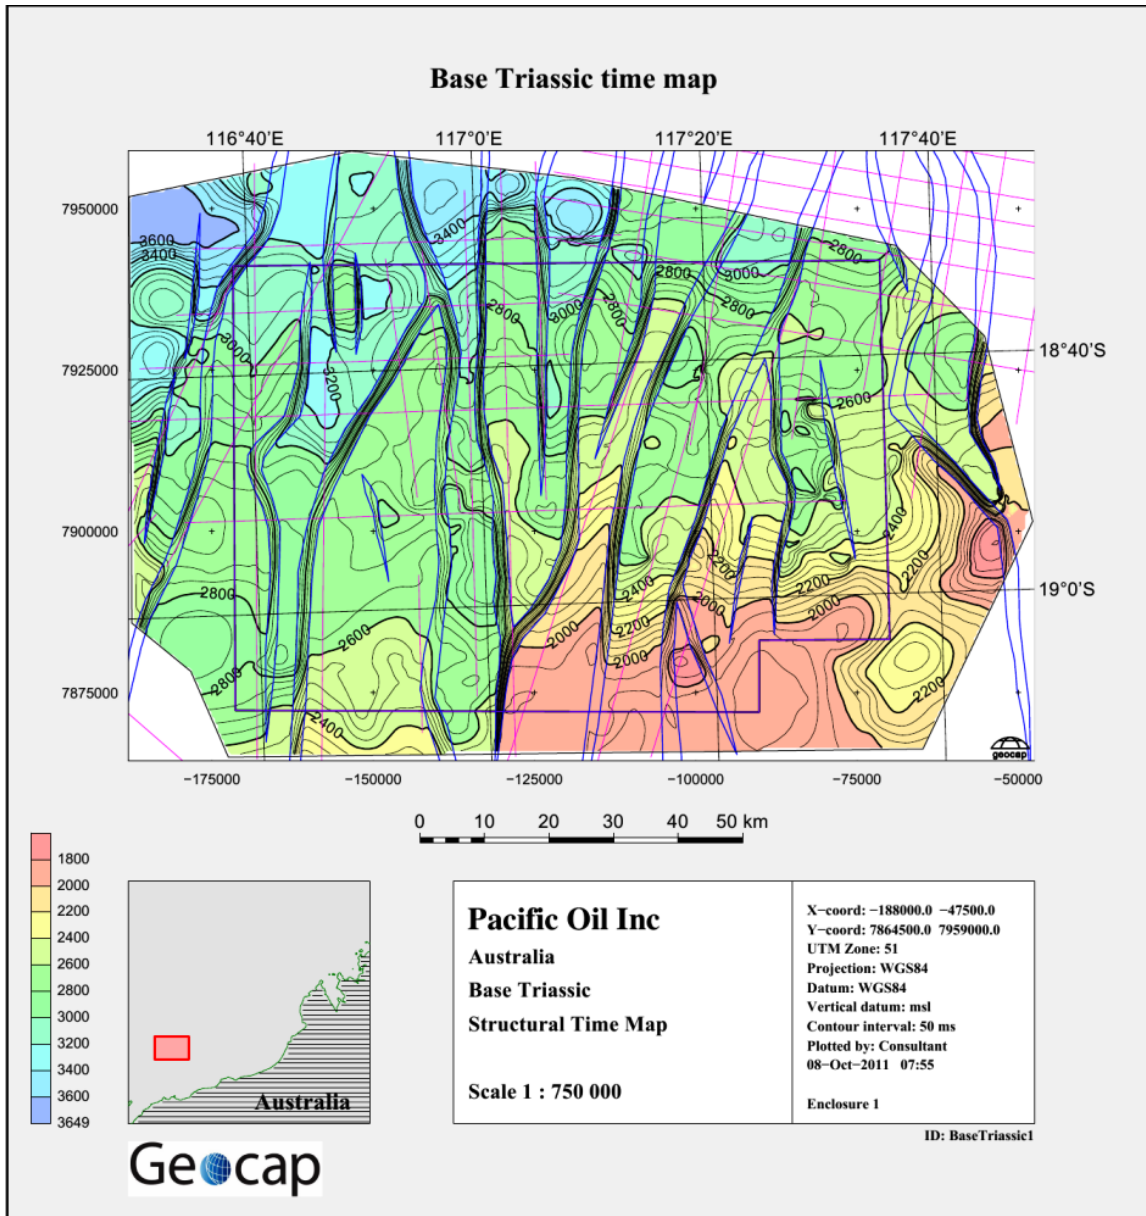 Base Triassic time map
116°40'E 117°0'E 117°20'E 117°40'E
7950000
7925000
7900000
7875000
18°40'S
19°0'S
3600
3400
3400
3000
3200
2800
3000
2800
2800
3000
2800
2800
2600
2400
2200
2200
2000
2400
2200
2000
2000
2000
2200
2800
2600
2800
2400
geocap
−175000 −150000 −125000 −100000 −75000 −50000
0 10 20 30 40 50 km
1800
2000
2200
2400
2600
2800
3000
3200
3400
3600
3649
Australia
Geocap
Pacific Oil Inc
Australia
Base Triassic
Structural Time Map
Scale 1 : 750 000
X−coord: −188000.0 −47500.0
Y−coord: 7864500.0 7959000.0
UTM Zone: 51
Projection: WGS84
Datum: WGS84
Vertical datum: msl
Contour interval: 50 ms
Plotted by: Consultant
08−Oct−2011 07:55
Enclosure 1
ID: BaseTriassic1